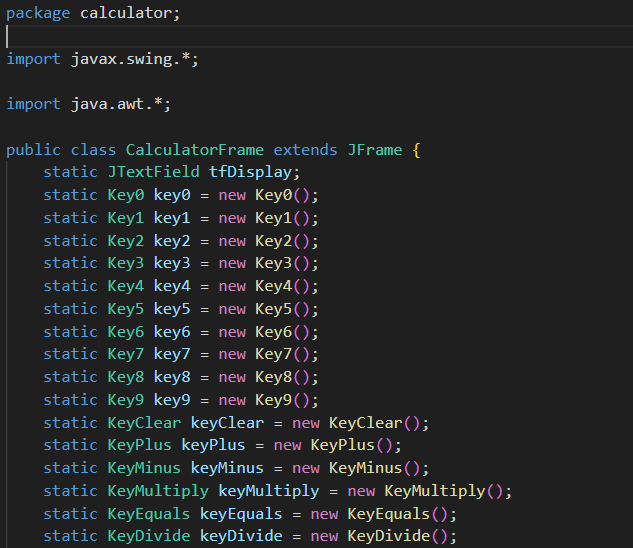 package calculator;
import javax.swing.*;
import java.awt.*;
public class CalculatorFrame extends JFrame {
static JTextField tfDisplay;
static Key0 key0 = new Key0();
static Key1 key1 = new Key1();
static Key2 key2 = new Key2();
static Key3 key3 = new Key3();
static Key4 key4 = new Key4();
static Key5 key5 = new Key5();
static Key6 key6 = new Key6();
static Key7 key7 = new Key7();
static Key8 key8 = new Key8();
static Key9 key9 = new Key9();
static KeyClear keyClear = new KeyClear();
static KeyPlus keyPlus = new KeyPlus();
static KeyMinus keyMinus = new KeyMinus();
static KeyMultiply keyMultiply = new KeyMultiply();
static KeyEquals keyEquals = new KeyEquals();
static KeyDivide keyDivide = new KeyDivide();